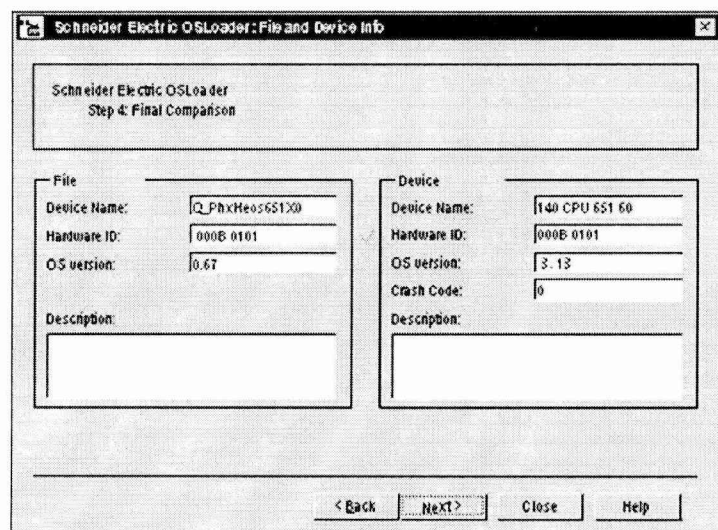 Schneider Electric OSLoader: File and Device Info
Schneider Electric OSLoader
Step 4: Final Comparison
File
Device Name: Q_PhxHeos651X0
Hardware ID: 000B 0101
OS version: 0.67
Description:
Device
Device Name: 140 CPU 651 60
Hardware ID: 000B 0101
OS version: 3.13
Crash Code: 0
Description:
< Back
Next >
Close
Help